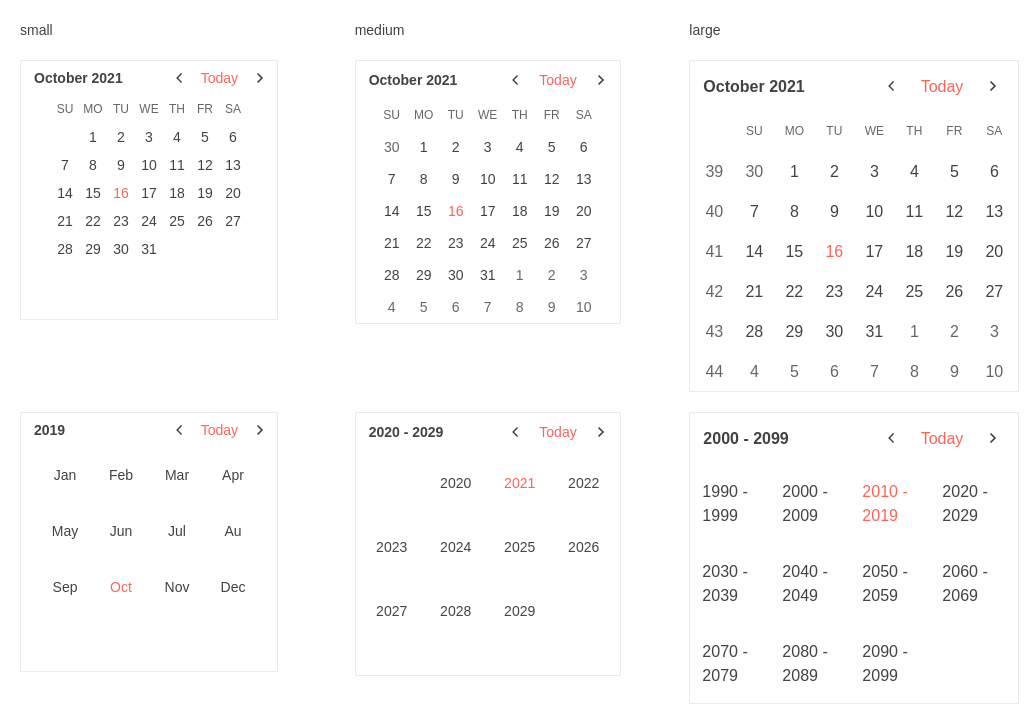 small
medium
large
October 2021 Today
SU MO TU WE TH FR SA
1 2 3 4 5 6
7 8 9 10 11 12 13
14 15 16 17 18 19 20
21 22 23 24 25 26 27
28 29 30 31
October 2021 Today
SU MO TU WE TH FR SA
30 1 2 3 4 5 6
7 8 9 10 11 12 13
14 15 16 17 18 19 20
21 22 23 24 25 26 27
28 29 30 31 1 2 3
4 5 6 7 8 9 10
October 2021 Today
SU MO TU WE TH FR SA
39 30 1 2 3 4 5 6
40 7 8 9 10 11 12 13
41 14 15 16 17 18 19 20
42 21 22 23 24 25 26 27
43 28 29 30 31 1 2 3
44 4 5 6 7 8 9 10
2019 Today
Jan Feb Mar Apr
May Jun Jul Au
Sep Oct Nov Dec
2020 - 2029 Today
2020 2021 2022
2023 2024 2025 2026
2027 2028 2029
2000 - 2099 Today
1990 - 2000 - 2010 - 2020 -
1999 2009 2019 2029
2030 - 2040 - 2050 - 2060 -
2039 2049 2059 2069
2070 - 2080 - 2090 -
2079 2089 2099